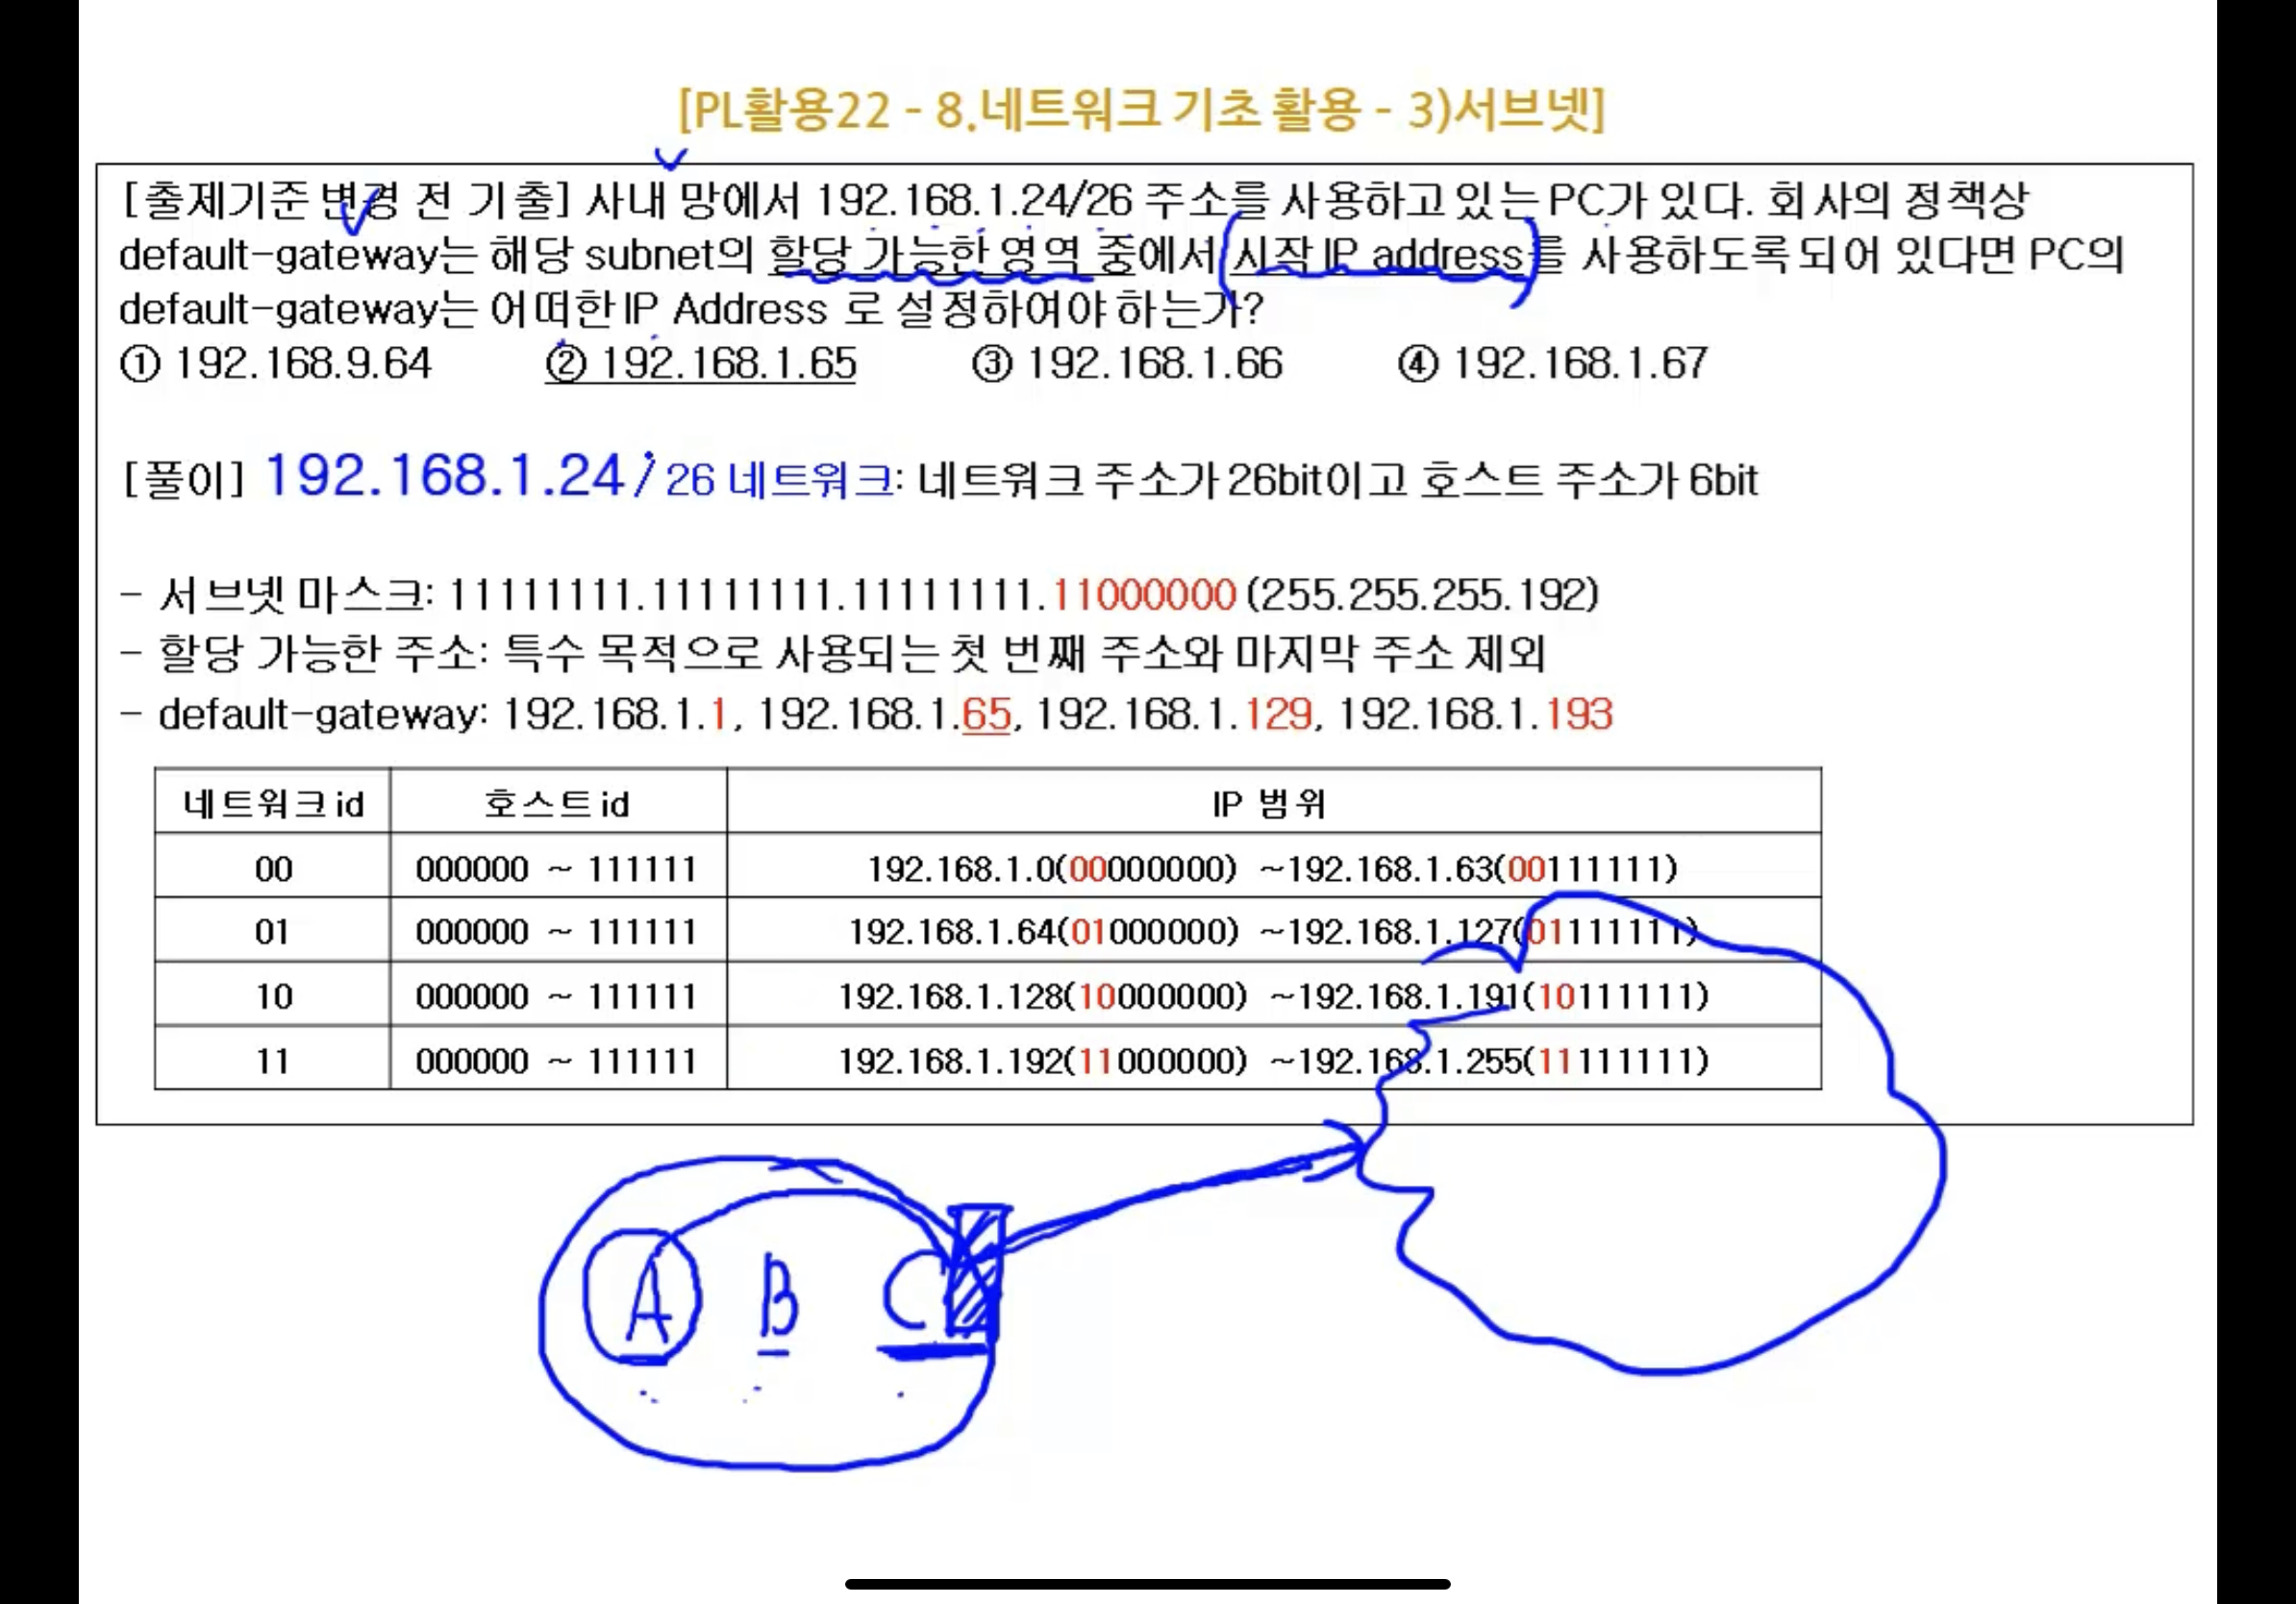 [PL활용22 - 8.네트워크 기초 활용 - 3)서브넷]
[출제기준 변경 전 기출] 사내 망에서 192.168.1.24/26 주소를 사용하고 있는 PC가 있다. 회사의 정책상
default-gateway는 해당 subnet의 할당 가능한 영역 중에서 시작 IP address를 사용하도록 되어 있다면 PC의
default-gateway는 어떠한 IP Address 로 설정하여야 하는가?
① 192.168.9.64 ② 192.168.1.65 ③ 192.168.1.66 ④ 192.168.1.67
[풀이] 192.168.1.24/26 네트워크: 네트워크 주소가 26bit이고 호스트 주소가 6bit
- 서브넷 마스크: 11111111.11111111.11111111.11000000 (255.255.255.192)
- 할당 가능한 주소: 특수 목적으로 사용되는 첫 번째 주소와 마지막 주소 제외
- default-gateway: 192.168.1.1, 192.168.1.65, 192.168.1.129, 192.168.1.193
네트워크 id 호스트 id IP 범위
00 000000 ~ 111111 192.168.1.0(00000000) ~192.168.1.63(00111111)
01 000000 ~ 111111 192.168.1.64(01000000) ~192.168.1.127(01111111)
10 000000 ~ 111111 192.168.1.128(10000000) ~192.168.1.191(10111111)
11 000000 ~ 111111 192.168.1.192(11000000) ~192.168.1.255(11111111)
A B C